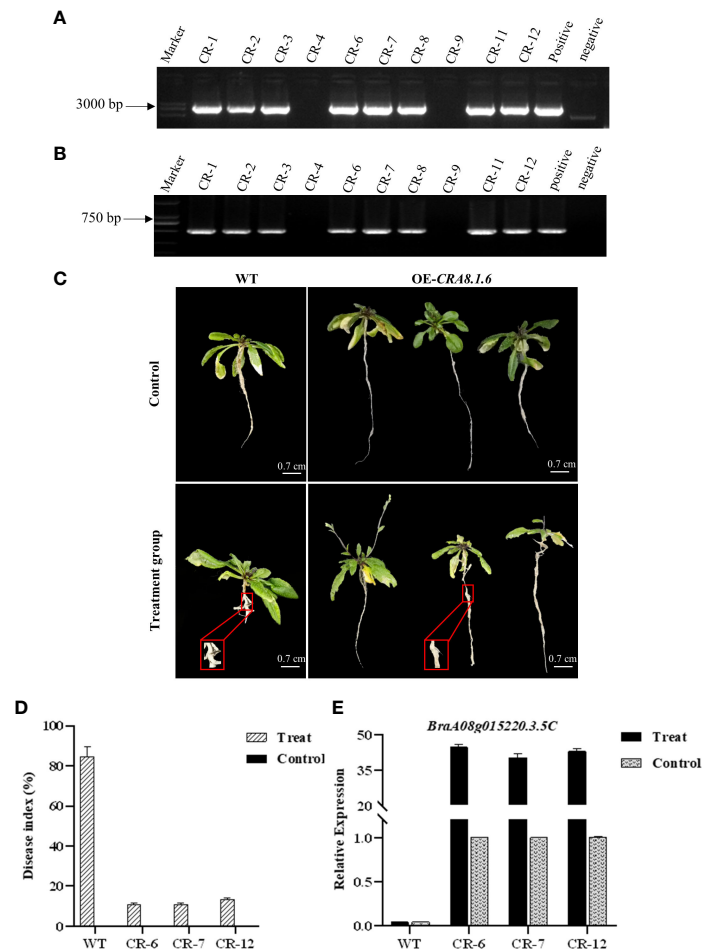 A
Marker CR-1 CR-2 CR-3 CR-4 CR-6 CR-7 CR-8 CR-9 CR-11 CR-12 Positive negative
3000 bp
B
Marker CR-1 CR-2 CR-3 CR-4 CR-6 CR-7 CR-8 CR-9 CR-11 CR-12 positive negative
750 bp
C
WT OE-CRA8.1.6
Control
0.7 cm 0.7 cm
Treatment group
0.7 cm 0.7 cm
D
Disease index (%)
100
80
60
40
20
0
WT CR-6 CR-7 CR-12
Treat
Control
E
BraA08g015220.3.5C
Relative Expression
50
35
20
1.0
0.5
0.0
WT CR-6 CR-7 CR-12
Treat
Control